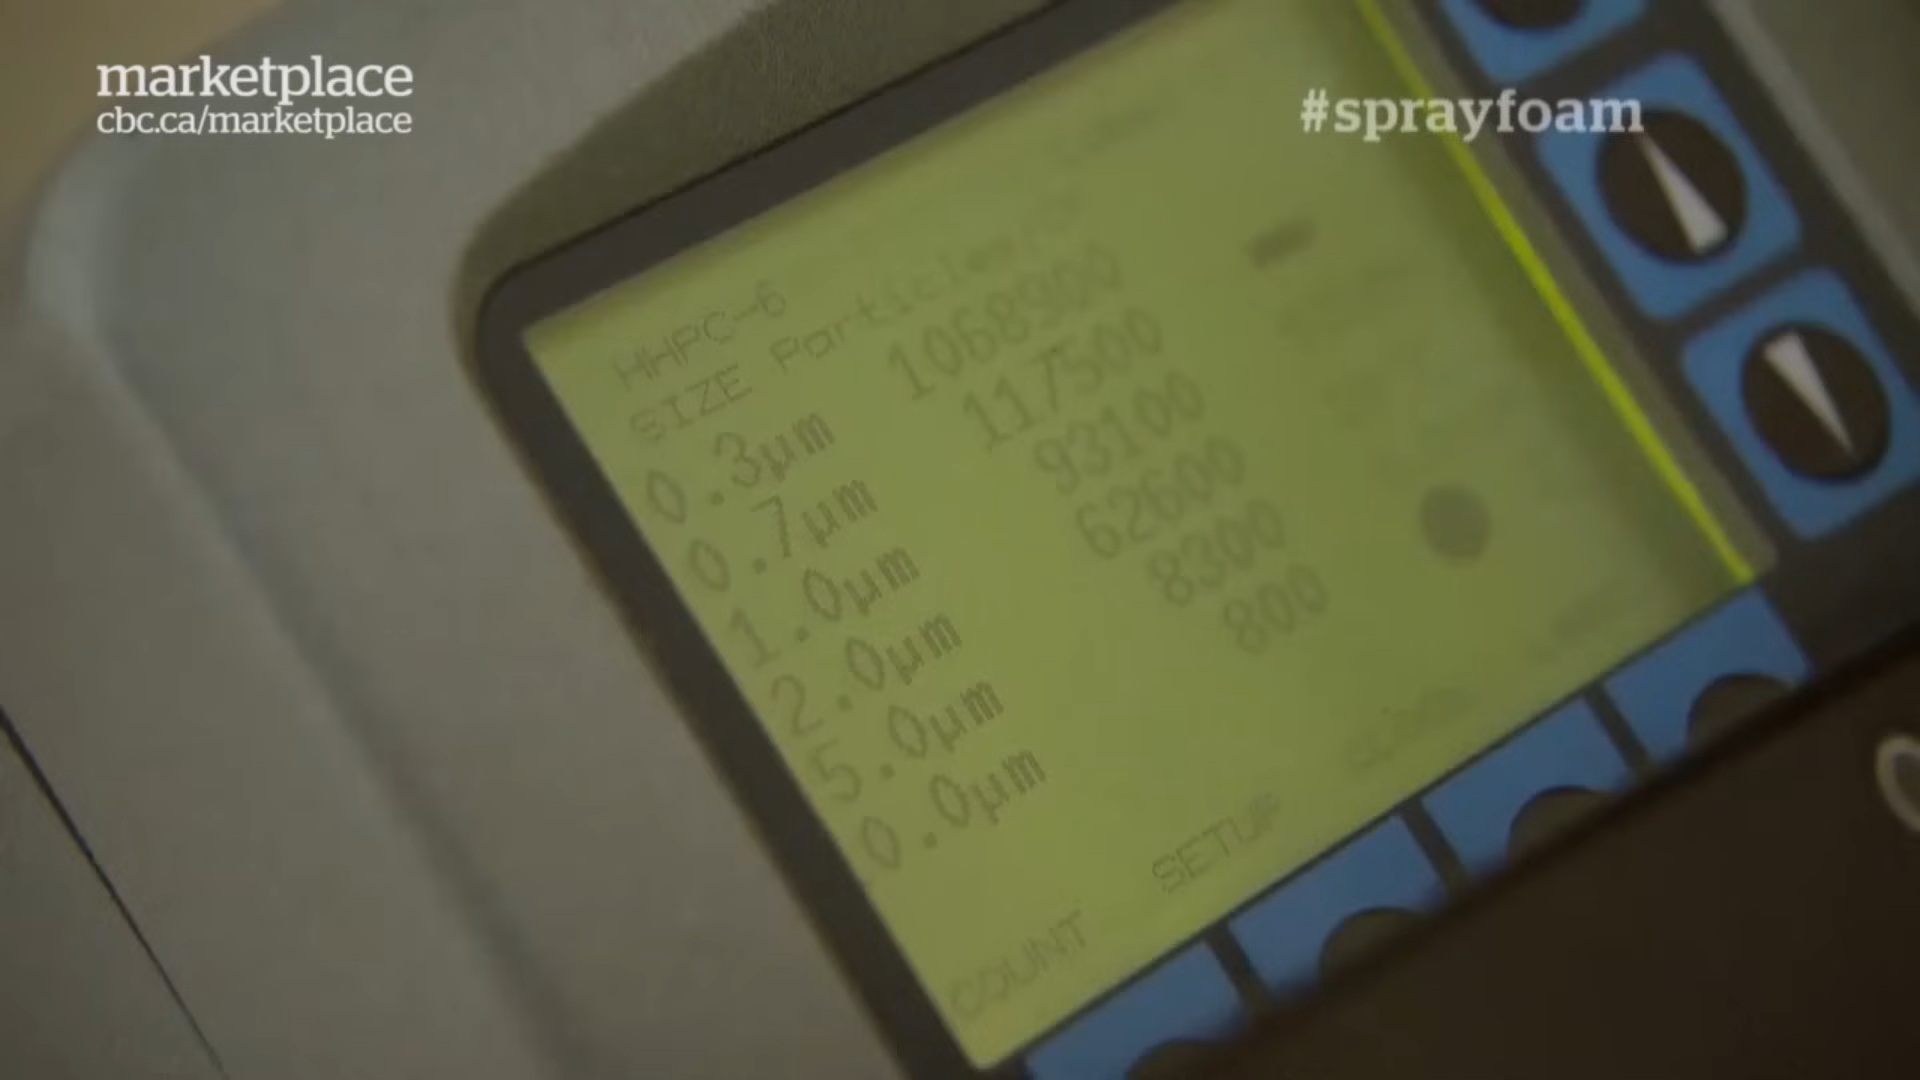 marketplace
cbc.ca/marketplace
#sprayfoam
HHPC-6
SIZE Particles/
0.3µm 1068900
0.7µm 117500
1.0µm 93100
2.0µm 62600
5.0µm 8300
0.0µm 800
COUNT SETUP